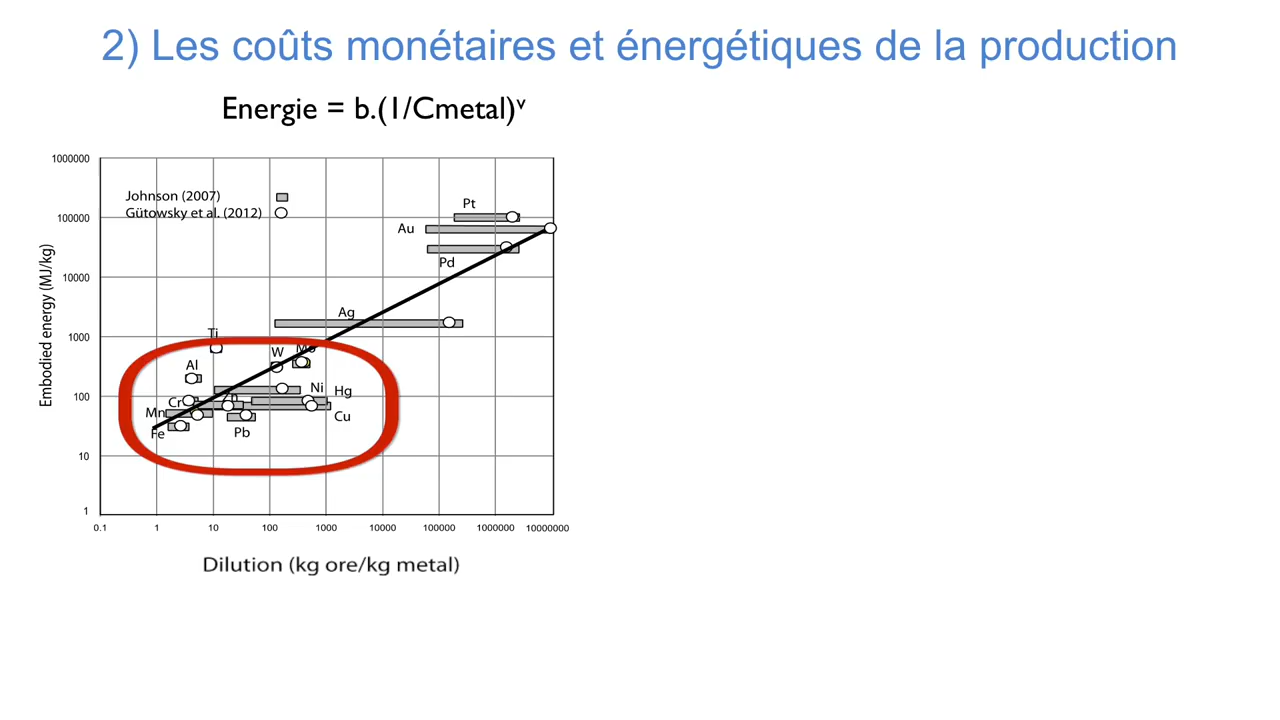 2) Les coûts monétaires et énergétiques de la production
Energie = b.(1/Cmetal)ᵛ
1000000
100000
10000
1000
100
10
1
Embodied energy (MJ/kg)
Johnson (2007)
Gütowsky et al. (2012)
Pt
Au
Pd
Ag
Ti
W
Mo
Al
Ni
Hg
Cr
Zn
Mn
Cu
Fe
Pb
0.1
1
10
100
1000
10000
100000
1000000
10000000
Dilution (kg ore/kg metal)